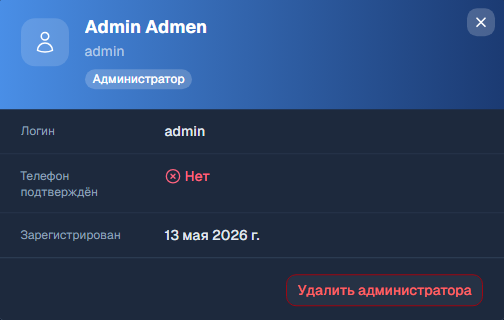 Admin Admen
admin
Администратор
Логин
admin
Телефон
подтверждён
Нет
Зарегистрирован
13 мая 2026 г.
Удалить администратора